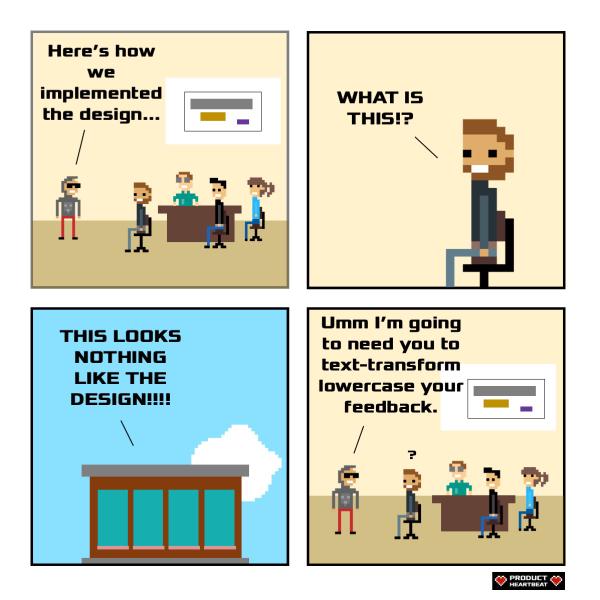 Here's how
we
implemented
the design...
WHAT IS
THIS!?
THIS LOOKS
NOTHING
LIKE THE
DESIGN!!!!
Umm I'm going
to need you to
text-transform
lowercase your
feedback.
?
PRODUCT
HEARTBEAT